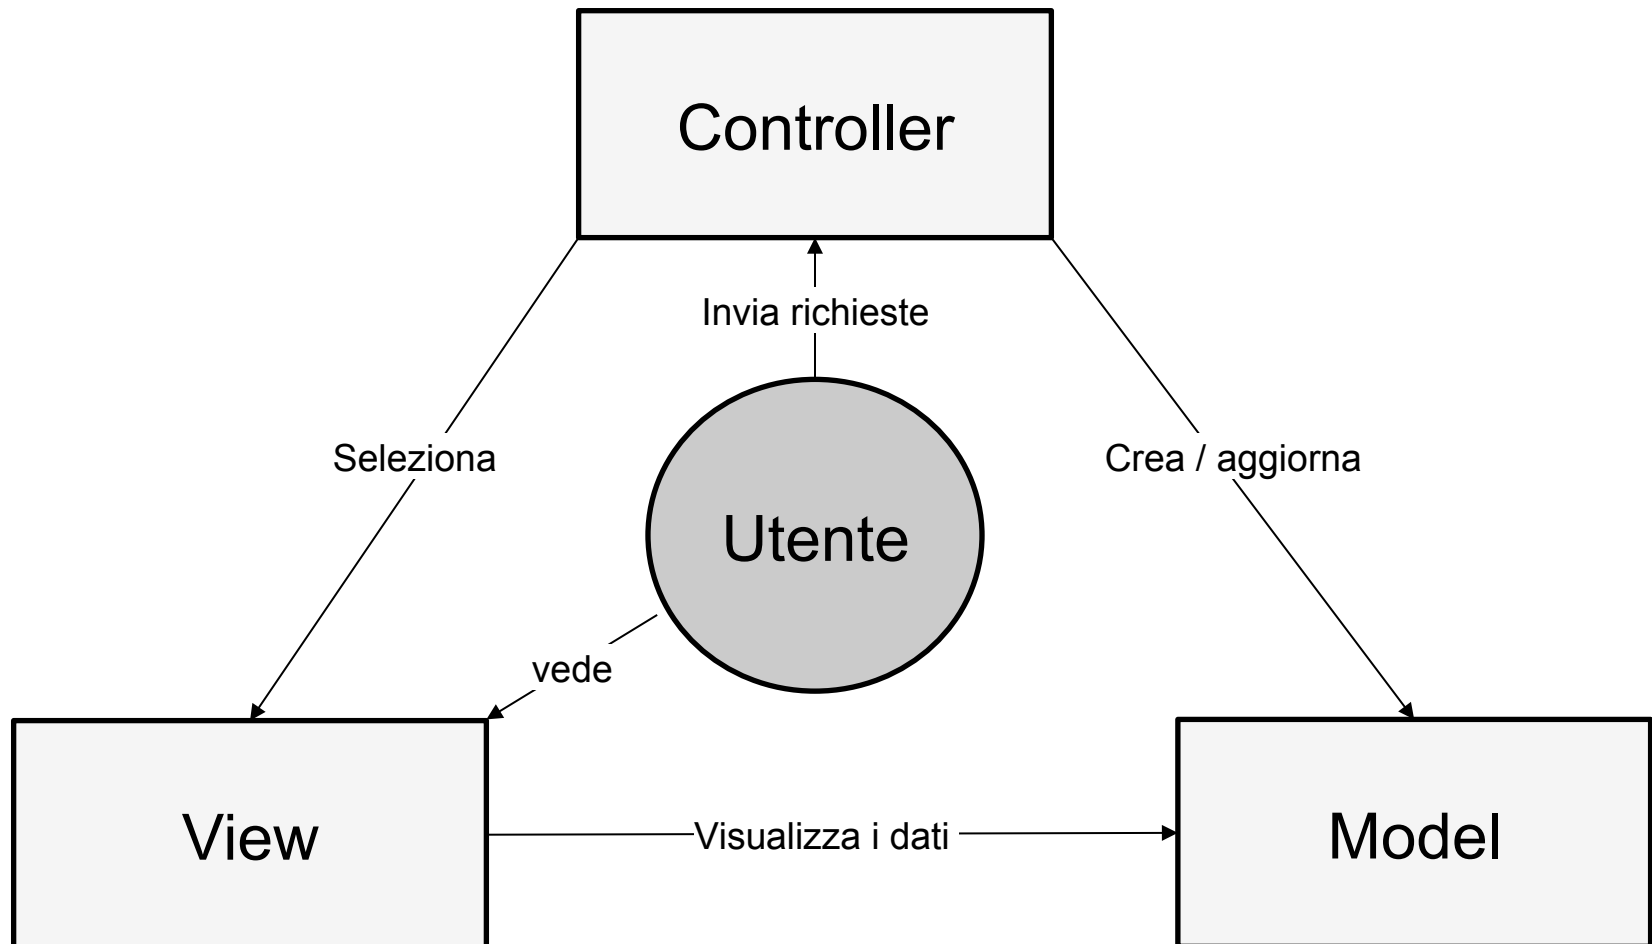 Controller
Invia richieste
Seleziona
Crea / aggiorna
Utente
vede
View
Visualizza i dati
Model